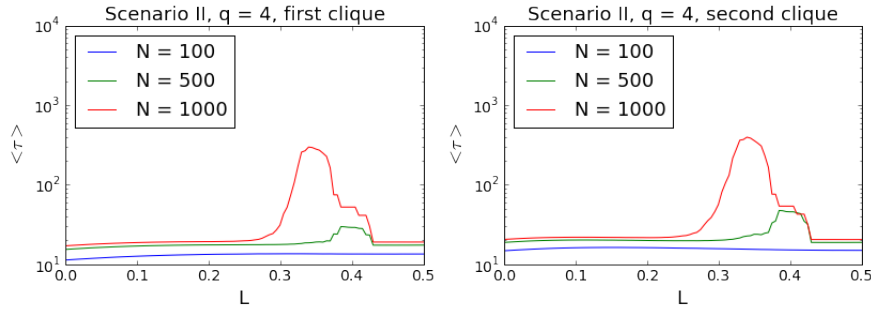 Scenario II, q = 4, first clique
10^4
10^3
10^2
10^1
<τ>
N = 100
N = 500
N = 1000
0.0 0.1 0.2 0.3 0.4 0.5
L
Scenario II, q = 4, second clique
10^4
10^3
10^2
10^1
<τ>
N = 100
N = 500
N = 1000
0.0 0.1 0.2 0.3 0.4 0.5
L